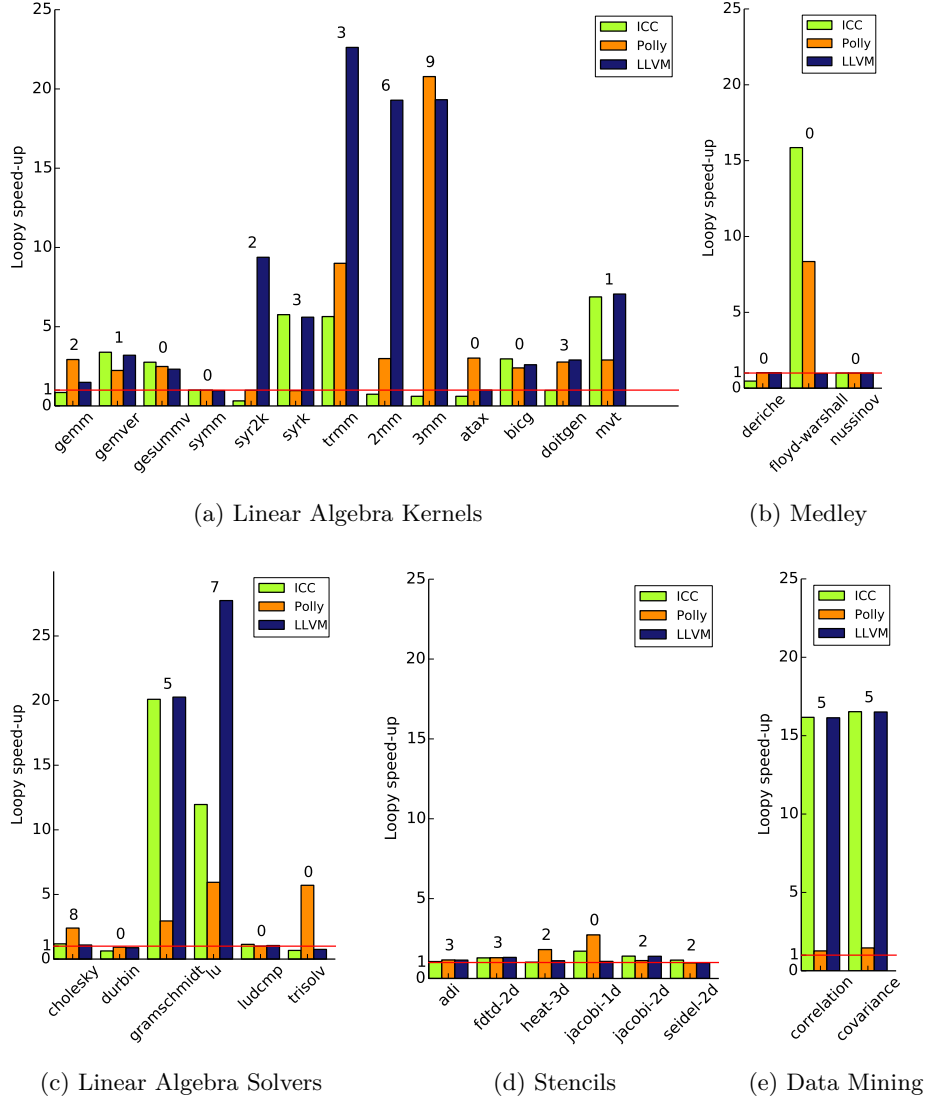 25
20
15
10
5
1
0
Loopy speed-up
ICC
Polly
LLVM
2
1
0
0
2
3
3
6
9
0
0
3
1
gemm
gemver
gesummv
symm
syr2k
syrk
trmm
2mm
3mm
atax
bicg
doitgen
mvt
(a) Linear Algebra Kernels
25
20
15
10
5
1
0
Loopy speed-up
ICC
Polly
LLVM
0
0
0
deriche
floyd-warshall
nussinov
(b) Medley
25
20
15
10
5
1
0
Loopy speed-up
ICC
Polly
LLVM
8
0
5
7
0
0
cholesky
durbin
gramschmidt
lu
ludcmp
trisolv
(c) Linear Algebra Solvers
25
20
15
10
5
1
0
Loopy speed-up
ICC
Polly
LLVM
3
3
2
0
2
2
adi
fdtd-2d
heat-3d
jacobi-1d
jacobi-2d
seidel-2d
(d) Stencils
25
20
15
10
5
1
0
Loopy speed-up
ICC
Polly
LLVM
5
5
correlation
covariance
(e) Data Mining